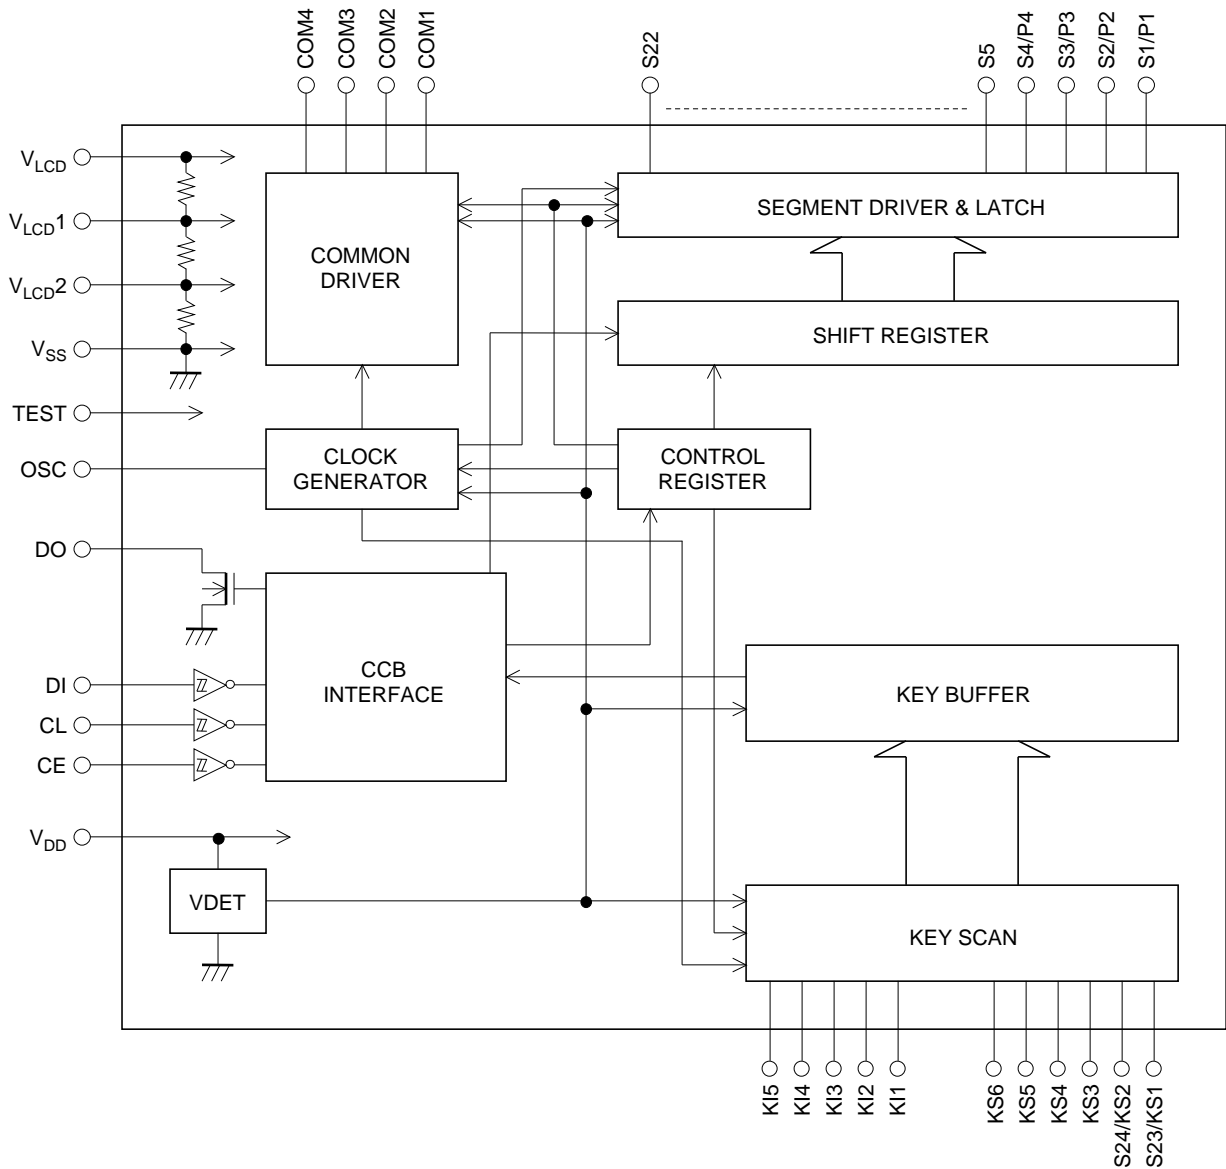 COM4
COM3
COM2
COM1
S22
S5
S4/P4
S3/P3
S2/P2
S1/P1
VLCD
VLCD1
VLCD2
VSS
TEST
OSC
DO
DI
CL
CE
VDD
COMMON
DRIVER
SEGMENT DRIVER & LATCH
SHIFT REGISTER
CLOCK
GENERATOR
CONTROL
REGISTER
CCB
INTERFACE
KEY BUFFER
VDET
KEY SCAN
KI5
KI4
KI3
KI2
KI1
KS6
KS5
KS4
KS3
S24/KS2
S23/KS1